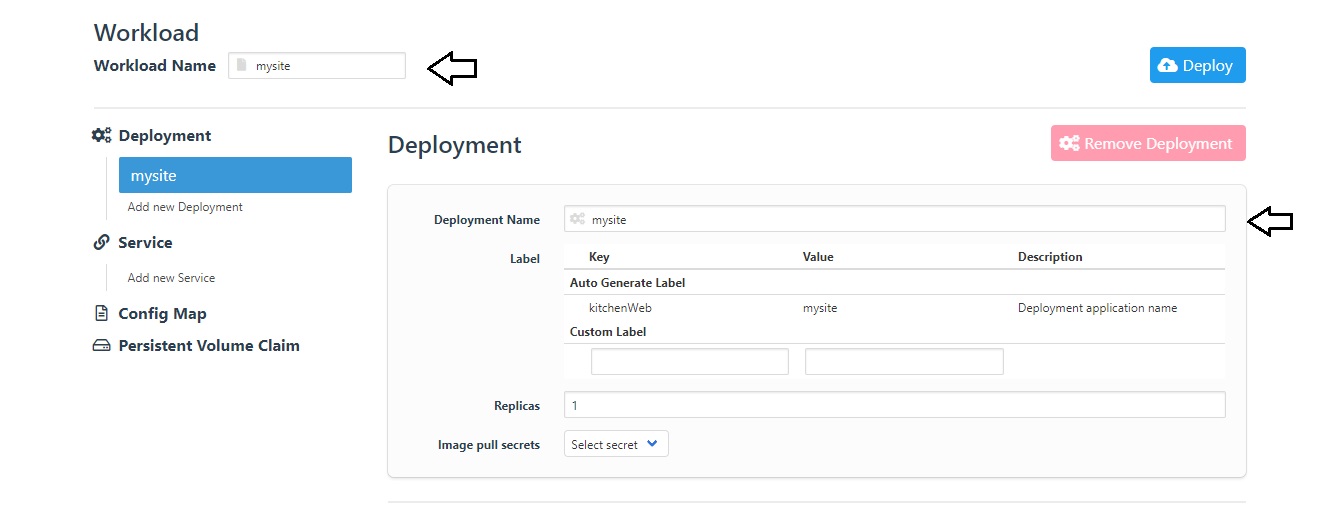 Workload
Workload Name mysite
Deploy
Deployment
mysite
Add new Deployment
Service
Add new Service
Config Map
Persistent Volume Claim
Deployment
Remove Deployment
Deployment Name mysite
Label Key Value Description
Auto Generate Label
kitchenWeb mysite Deployment application name
Custom Label
Replicas 1
Image pull secrets Select secret